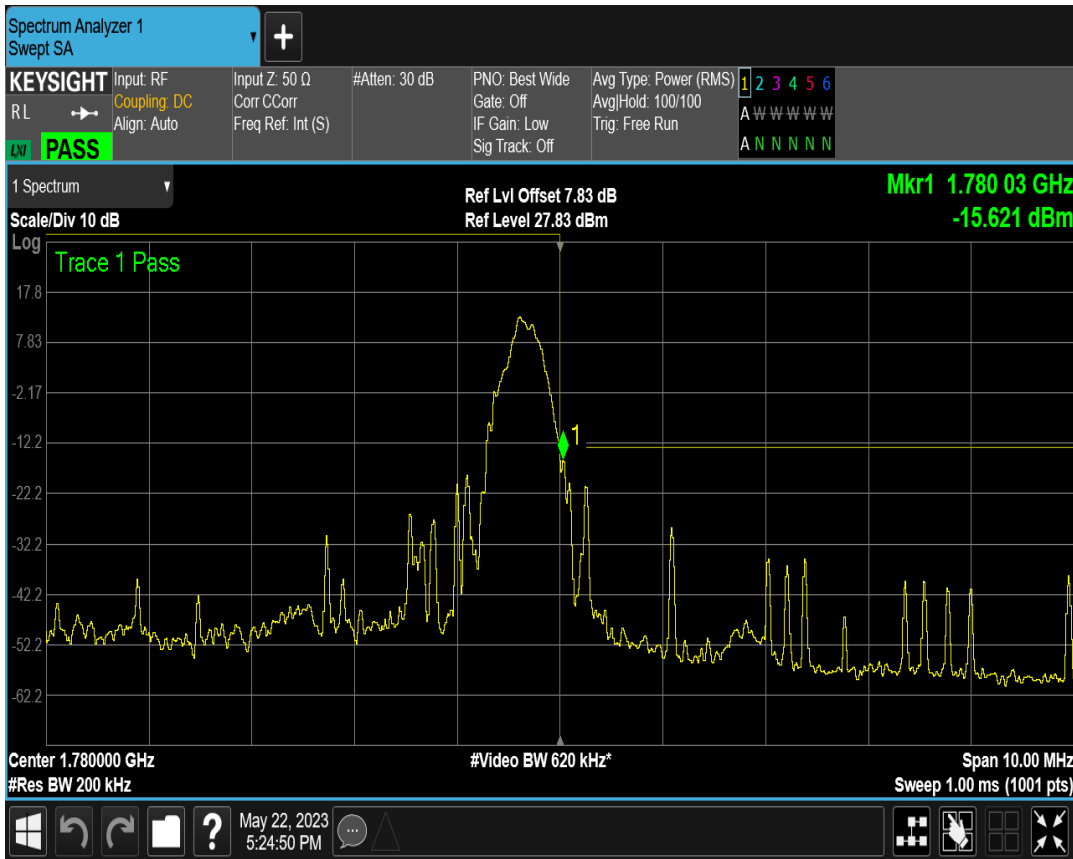 Spectrum Analyzer 1
Swept SA
+
KEYSIGHT
RL
LXI
PASS
Input: RF
Coupling: DC
Align: Auto
Input Z: 50 Ω
Corr CCorr
Freq Ref: Int (S)
#Atten: 30 dB
PNO: Best Wide
Gate: Off
IF Gain: Low
Sig Track: Off
Avg Type: Power (RMS)
Avg|Hold: 100/100
Trig: Free Run
1 2 3 4 5 6
A W W W W W
A N N N N N
1 Spectrum
Scale/Div 10 dB
Ref Lvl Offset 7.83 dB
Ref Level 27.83 dBm
Mkr1 1.780 03 GHz
-15.621 dBm
Log
Trace 1 Pass
17.8
7.83
-2.17
-12.2
1
-22.2
-32.2
-42.2
-52.2
-62.2
Center 1.780000 GHz
#Res BW 200 kHz
#Video BW 620 kHz*
Span 10.00 MHz
Sweep 1.00 ms (1001 pts)
?
May 22, 2023
5:24:50 PM